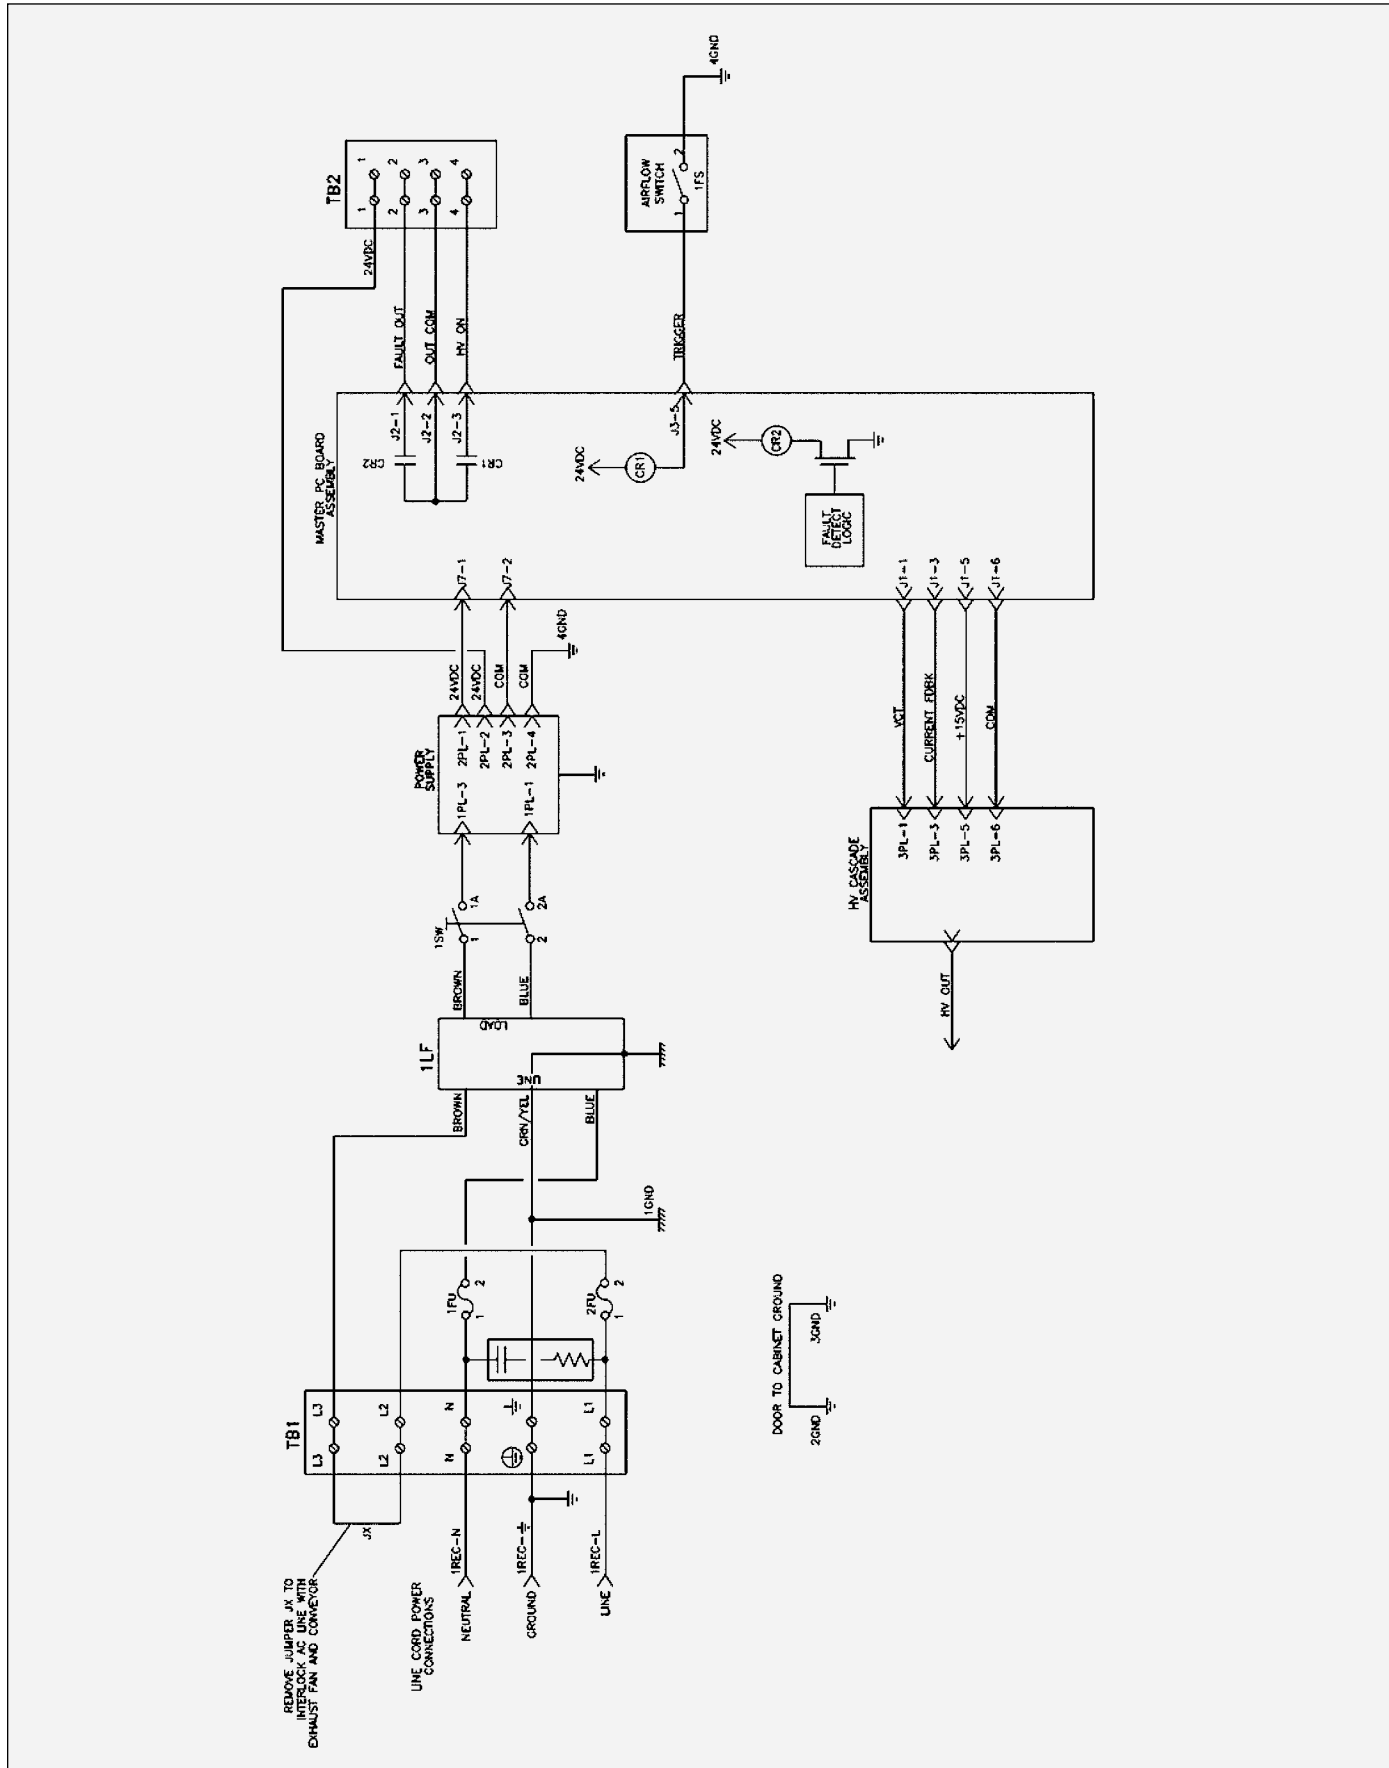 REMOVE JUMPER JX TO
INTERLOCK AC LINE WITH
EXHAUST FAN AND CONVEYOR
JX
LINE CORD POWER
CONNECTIONS
NEUTRAL
1REC-N
GROUND
1REC-
LINE
1REC-L
TB1
L3 L3
L2 L2
N N
L1 L1
1FU
1 2
2FU
1 2
1GND
DOOR TO CABINET GROUND
2GND
3GND
BROWN
GRN/YEL
BLUE
1LF
LINE
LOAD
BROWN
BLUE
1SW
1 1A
2 2A
POWER
SUPPLY
1PL-3
1PL-1
2PL-1
2PL-2
2PL-3
2PL-4
24VDC
24VDC
COM
COM
4GND
MASTER PC BOARD
ASSEMBLY
J7-1
J7-2
CR2
CR1
J2-1
J2-2
J2-3
24VDC
CR1
J3-5
24VDC
CR2
FAULT
DETECT
LOGIC
J1-1
J1-3
J1-5
J1-6
FAULT OUT
OUT COM
HV ON
24VDC
TB2
1 1
2 2
3 3
4 4
TRIGGER
AIRFLOW
SWITCH
1 2
1FS
4GND
VCT
CURRENT FDBK
+15VDC
COM
HV CASCADE
ASSEMBLY
3PL-1
3PL-3
3PL-5
3PL-6
HV OUT